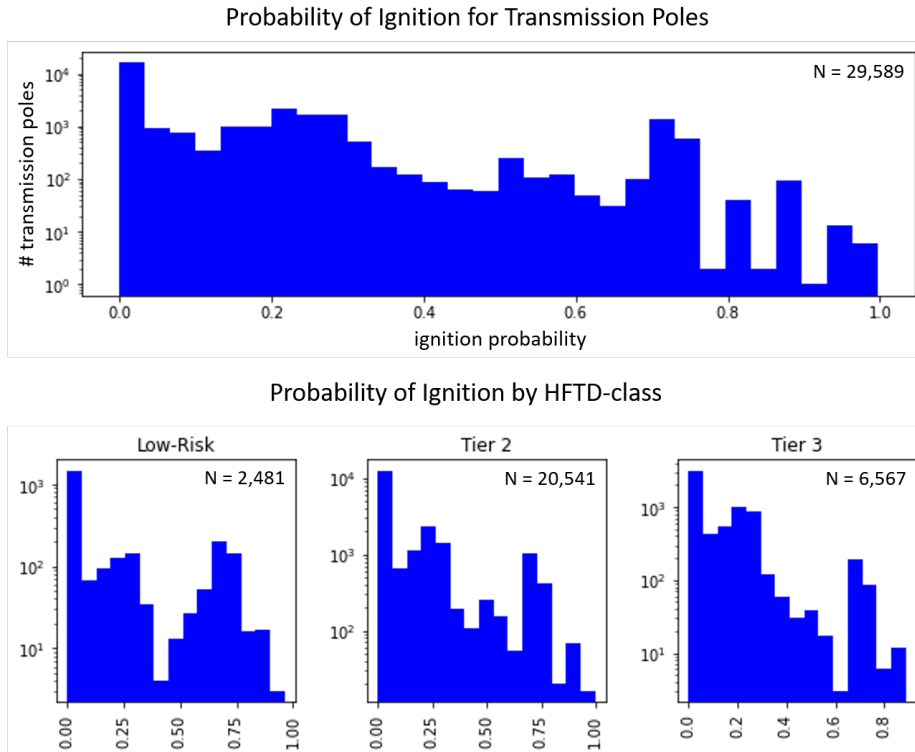 Probability of Ignition for Transmission Poles
N = 29,589
# transmission poles
10⁴
10³
10²
10¹
10⁰
0.0 0.2 0.4 0.6 0.8 1.0
ignition probability
Probability of Ignition by HFTD-class
Low-Risk
N = 2,481
10³
10²
10¹
0.00 0.25 0.50 0.75 1.00
Tier 2
N = 20,541
10⁴
10³
10²
0.00 0.25 0.50 0.75 1.00
Tier 3
N = 6,567
10³
10²
10¹
0.0 0.2 0.4 0.6 0.8